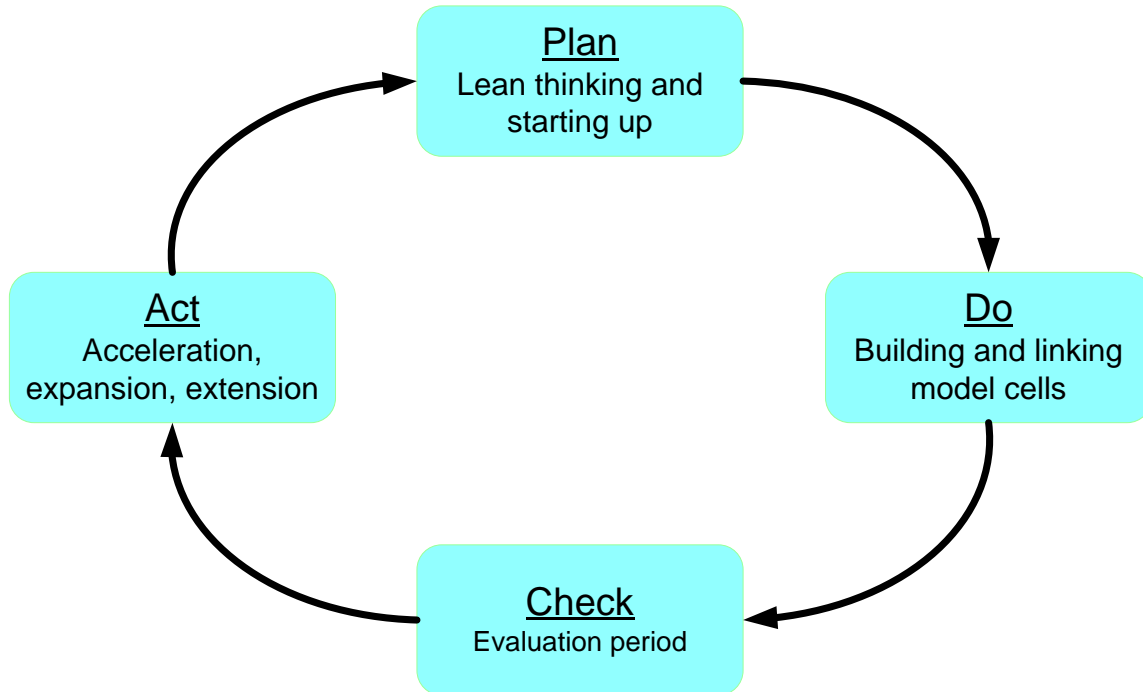 Plan
Lean thinking and
starting up
Act
Acceleration,
expansion, extension
Do
Building and linking
model cells
Check
Evaluation period